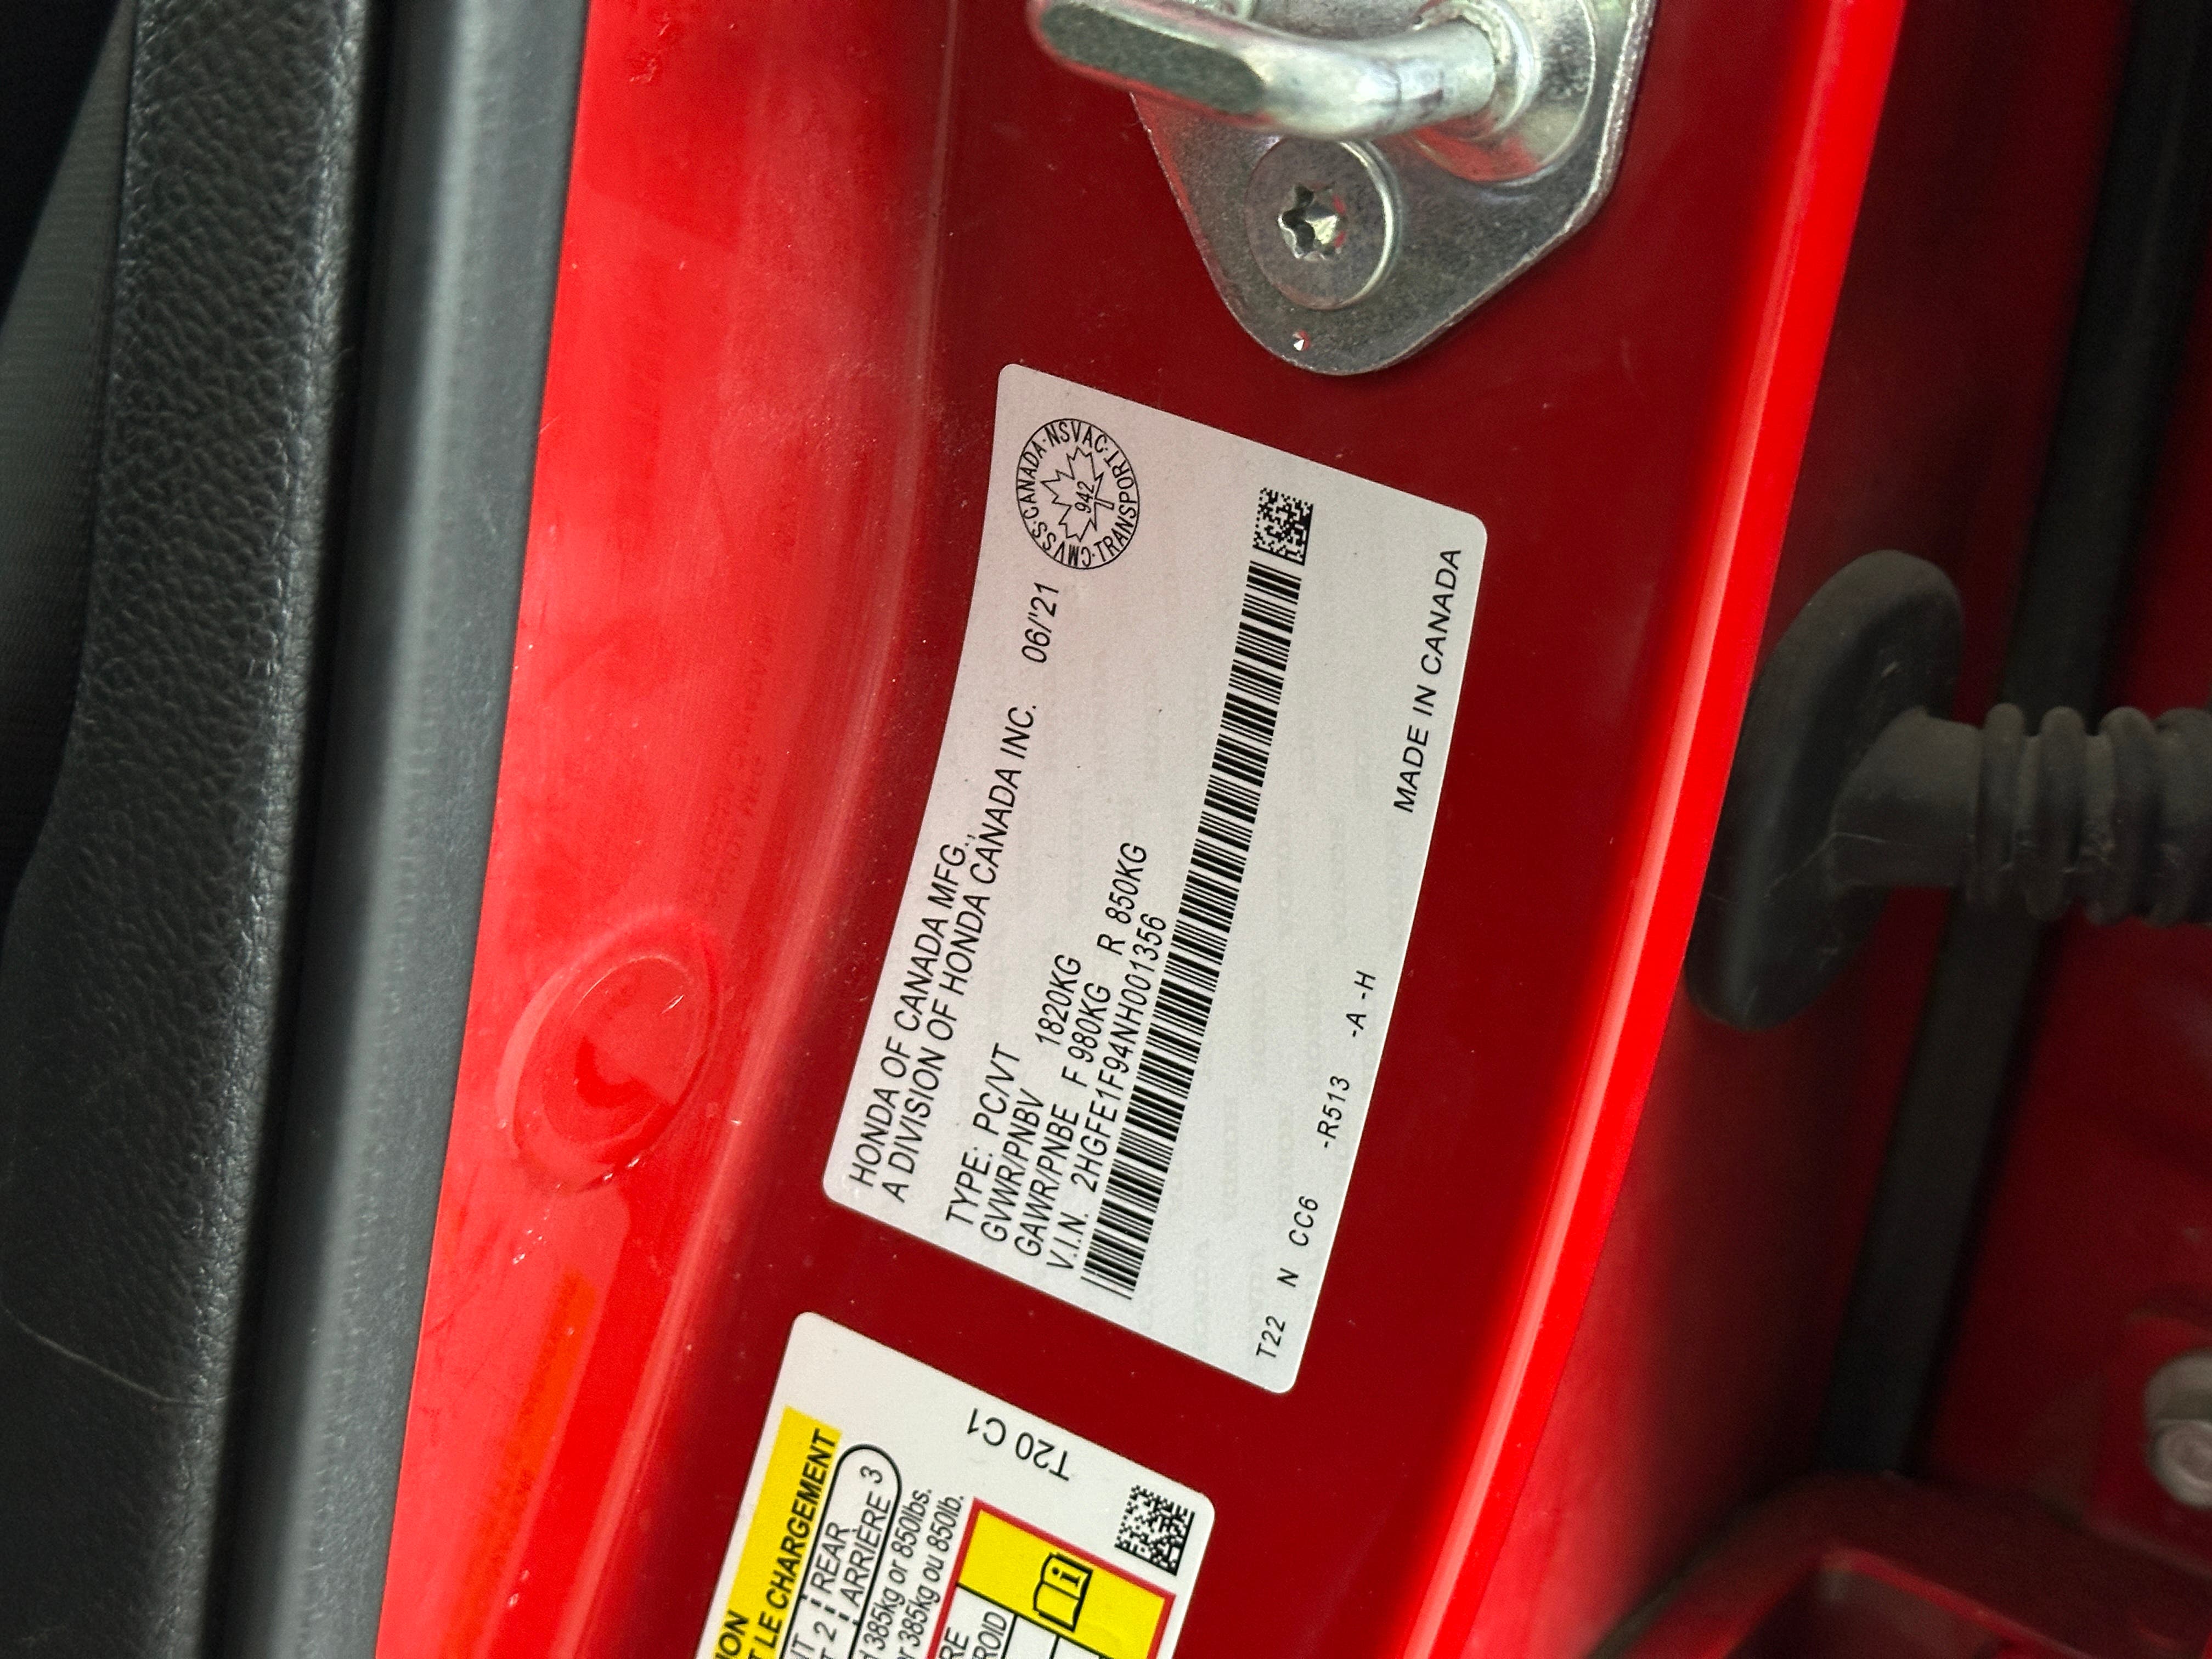 HONDA OF CANADA MFG.,
A DIVISION OF HONDA CANADA INC. 06/'21
CMVSS·CANADA·NSVAC·TRANSPORT·
942
TYPE: PC/VT
GVWR/PNBV 1820KG
GAWR/PNBE F 980KG R 850KG
V.I.N. 2HGFE1F94NH001356
MADE IN CANADA
T22 N CC6 -R513 -A -H
T20 C1
LE CHARGEMENT
2 REAR
ARRIÈRE 3
385kg or 850lbs.
385kg ou 850lb.